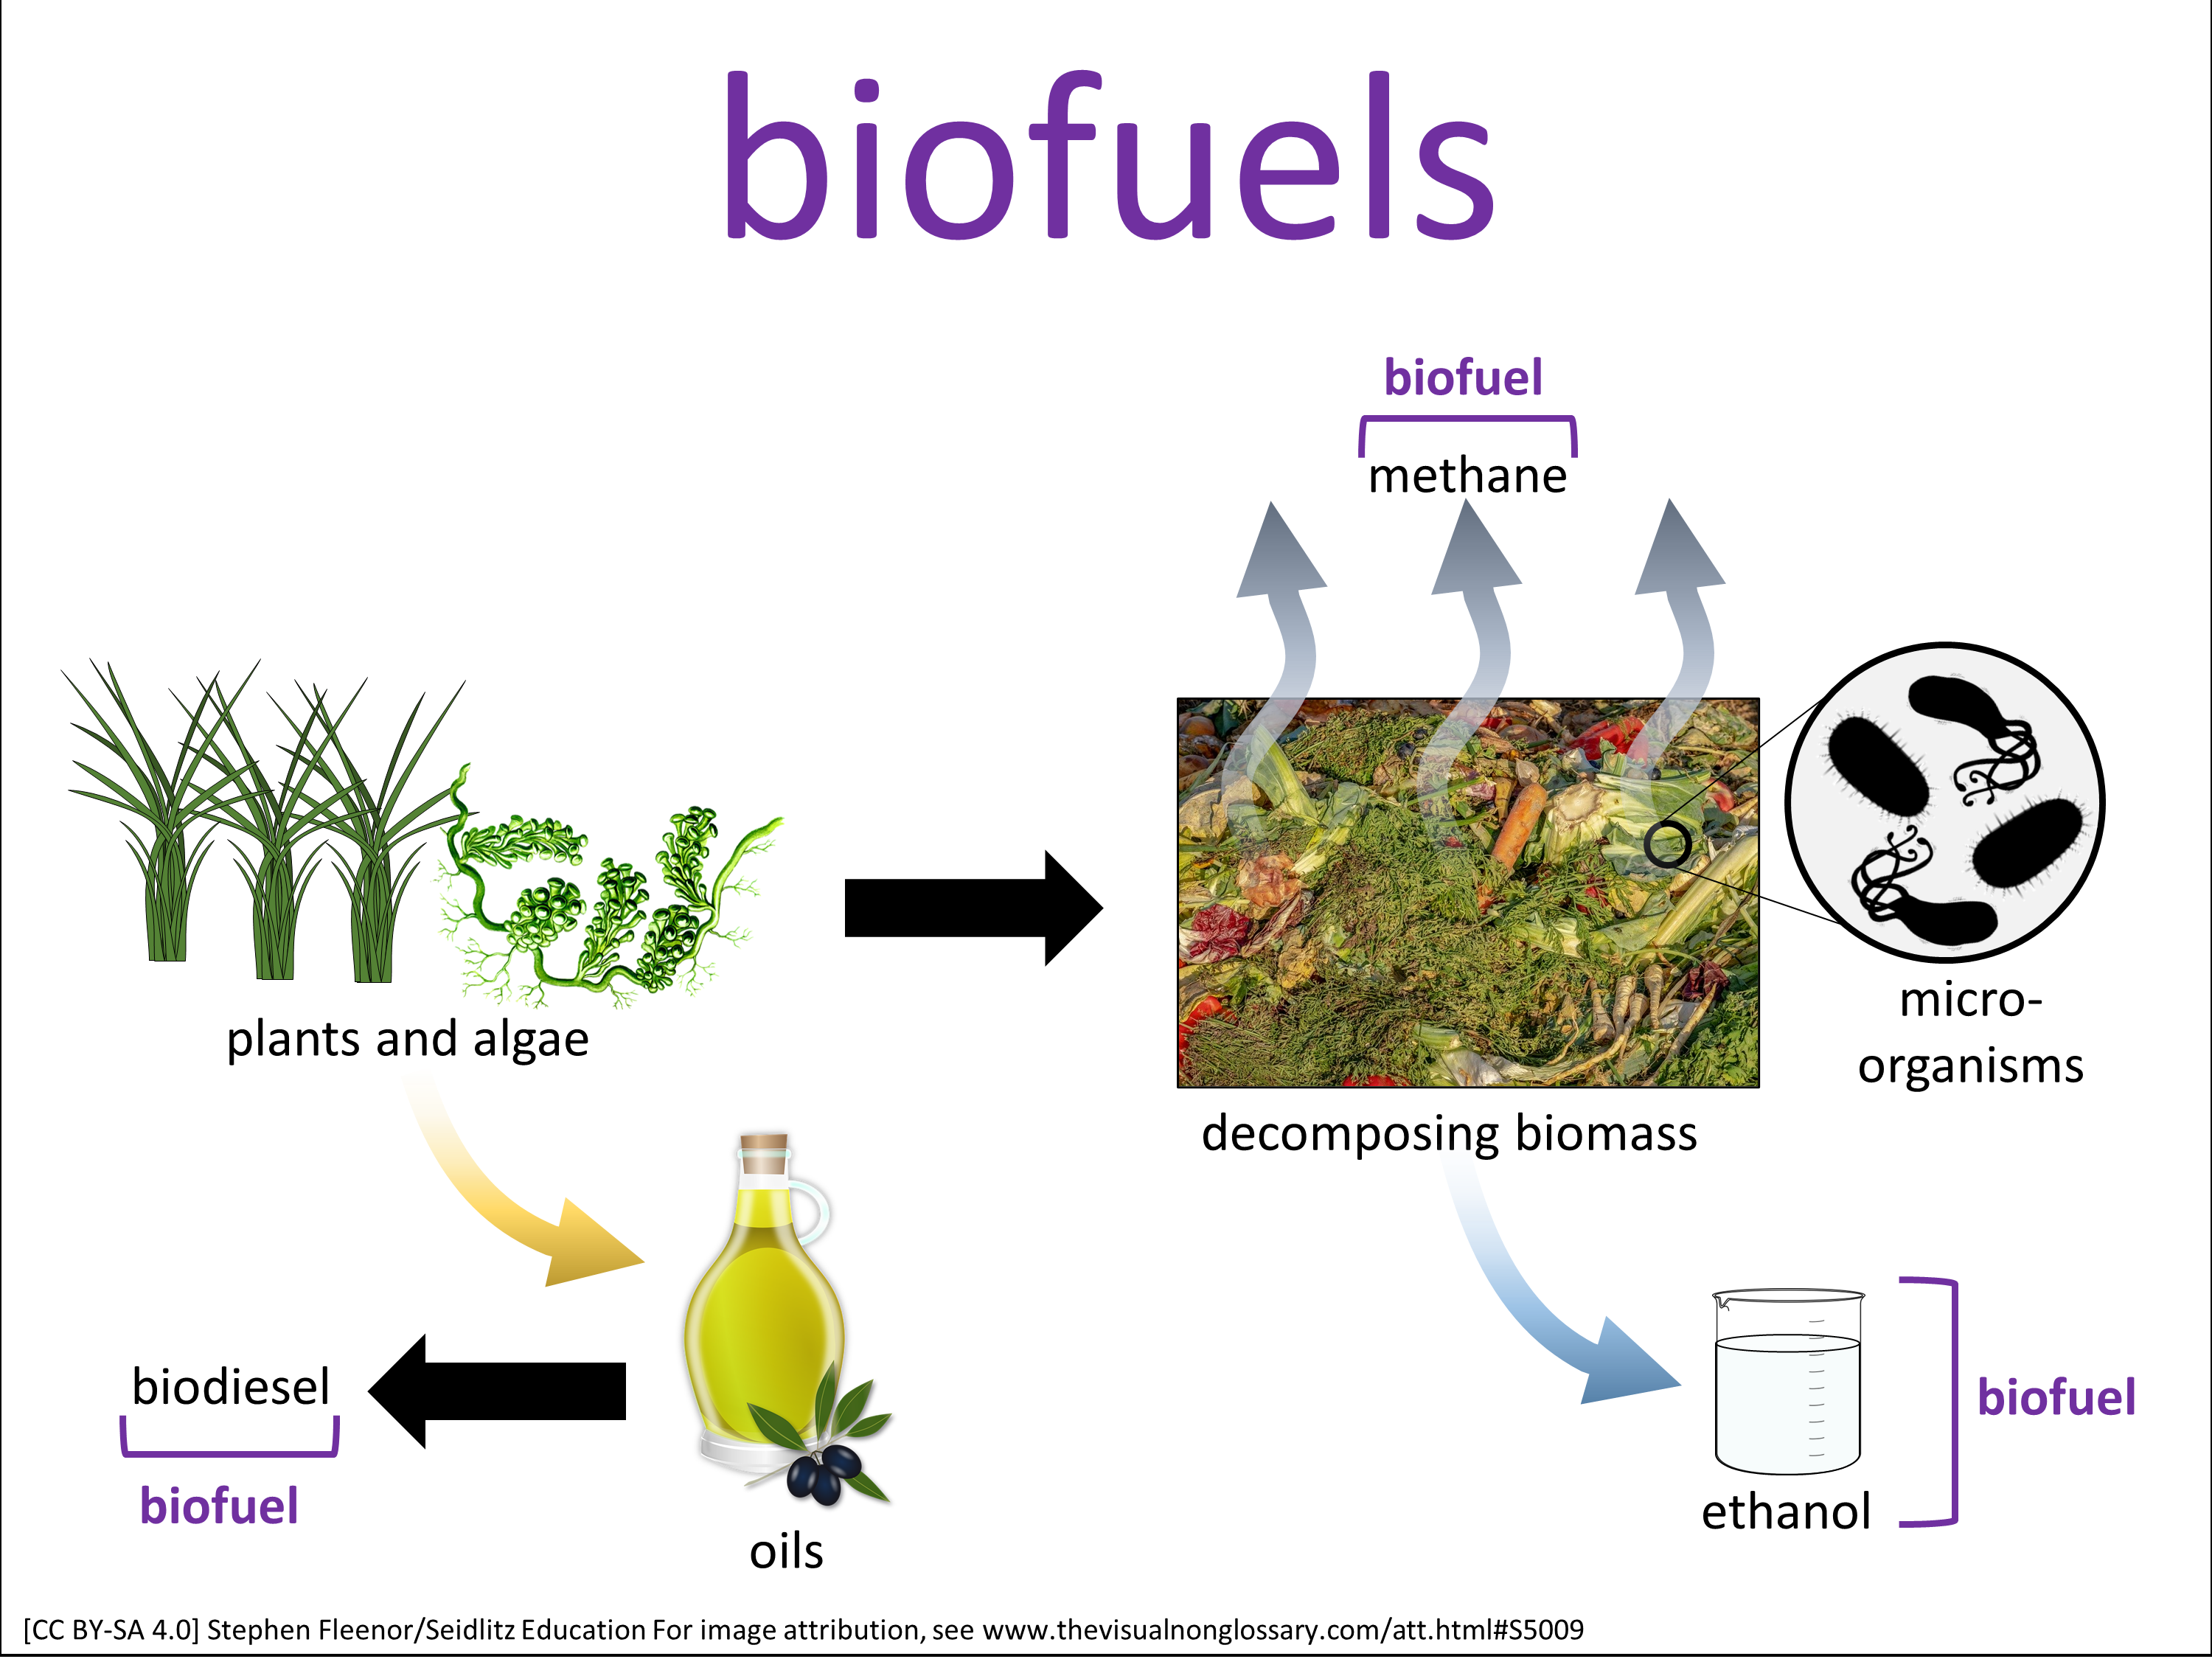 biofuels
biofuel
methane
plants and algae
micro-
organisms
decomposing biomass
biodiesel
biofuel
oils
ethanol
biofuel
[CC BY-SA 4.0] Stephen Fleenor/Seidlitz Education For image attribution, see www.thevisualnonglossary.com/att.html#S5009